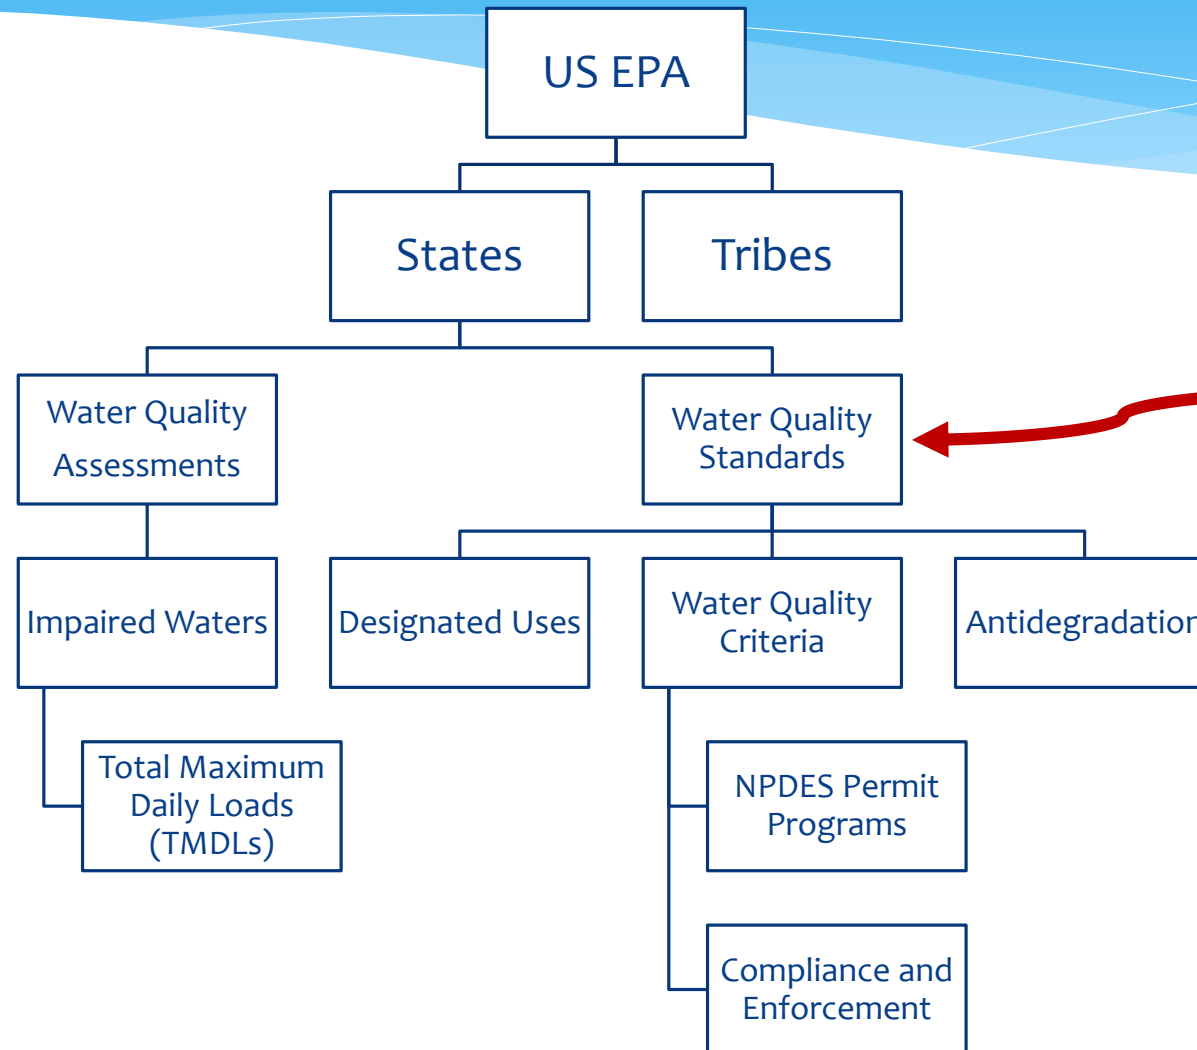 US EPA
States
Tribes
Water Quality
Assessments
Water Quality
Standards
Impaired Waters
Designated Uses
Water Quality
Criteria
Antidegradation
Total Maximum
Daily Loads
(TMDLs)
NPDES Permit
Programs
Compliance and
Enforcement